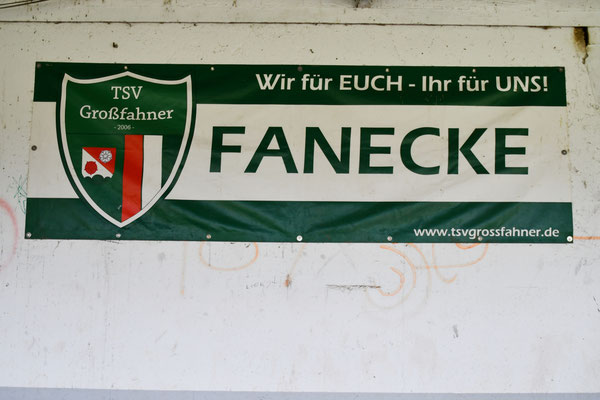 TSV
Großfahner
- 2006 -
Wir für EUCH - Ihr für UNS!
FANECKE
www.tsvgrossfahner.de